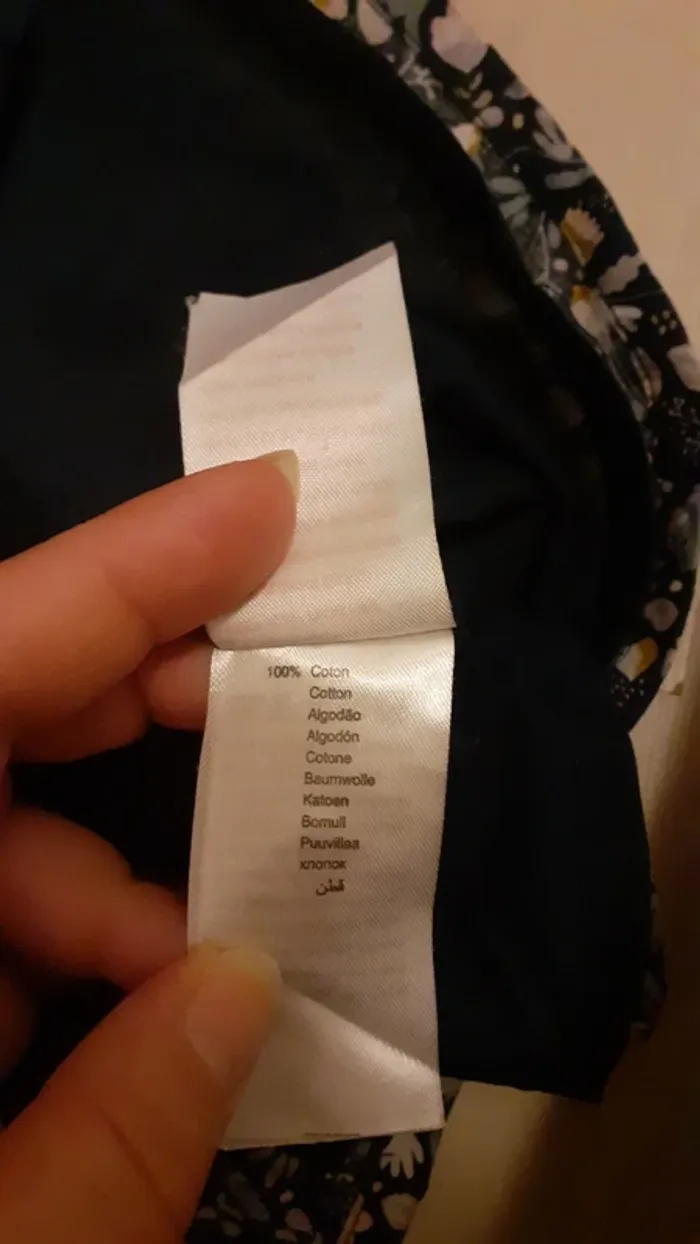 100% Coton
Cotton
Algodão
Algodón
Cotone
Baumwolle
Katoen
Bomull
Puuvillaa
хлопок
قطن